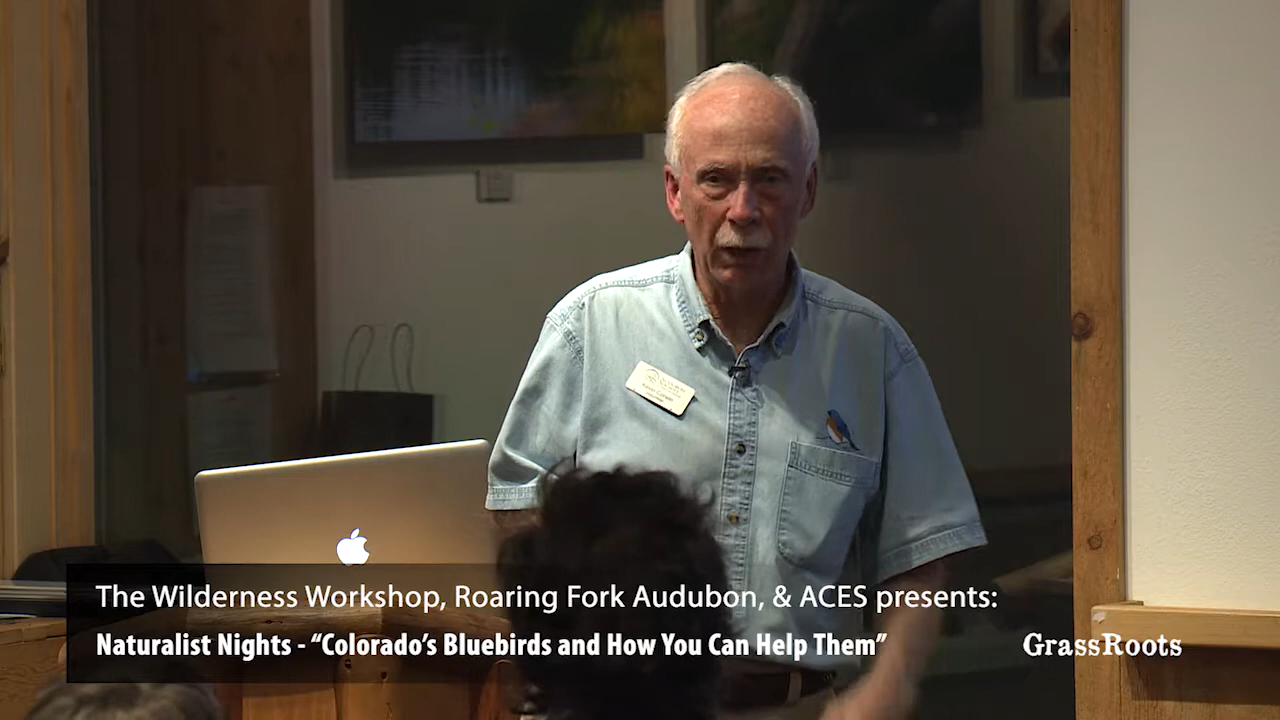 The Wilderness Workshop, Roaring Fork Audubon, & ACES presents:
Naturalist Nights - “Colorado’s Bluebirds and How You Can Help Them”
GrassRoots